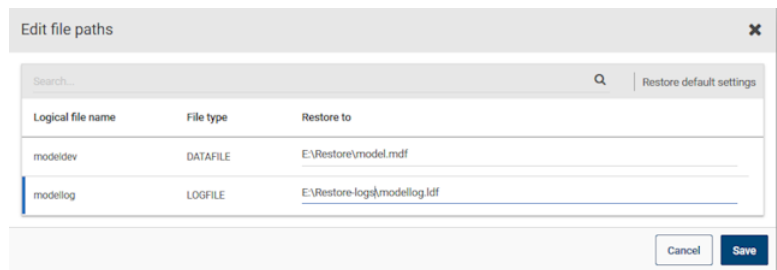 Edit file paths
Search...
Restore default settings
Logical file name File type Restore to
modeldev DATAFILE E:\Restore\model.mdf
modellog LOGFILE E:\Restore-logs\modellog.ldf
Cancel Save